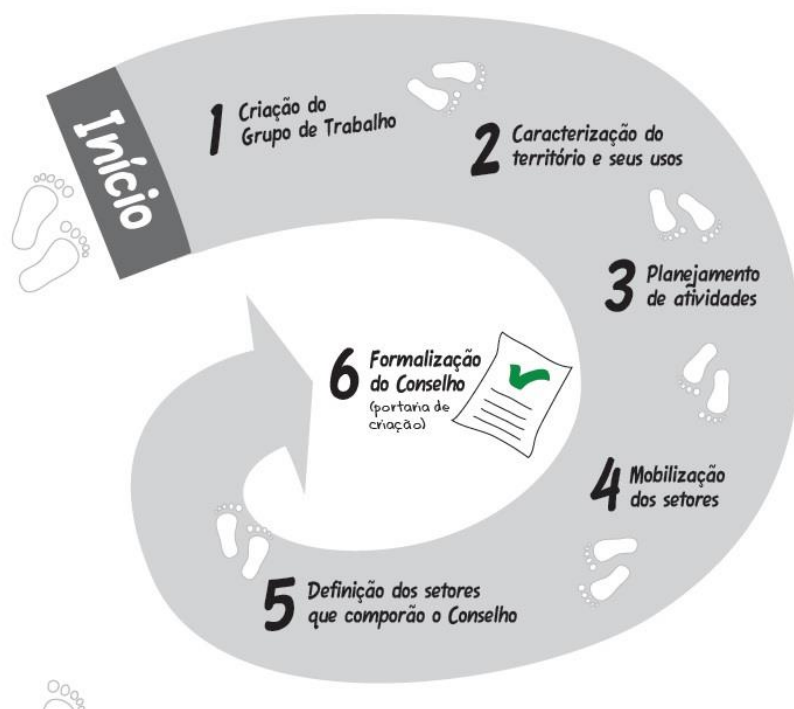 Início
1 Criação do
Grupo de Trabalho
2 Caracterização do
território e seus usos
3 Planejamento
de atividades
4 Mobilização
dos setores
5 Definição dos setores
que comporão o Conselho
6 Formalização
do Conselho
(portaria de
criação)